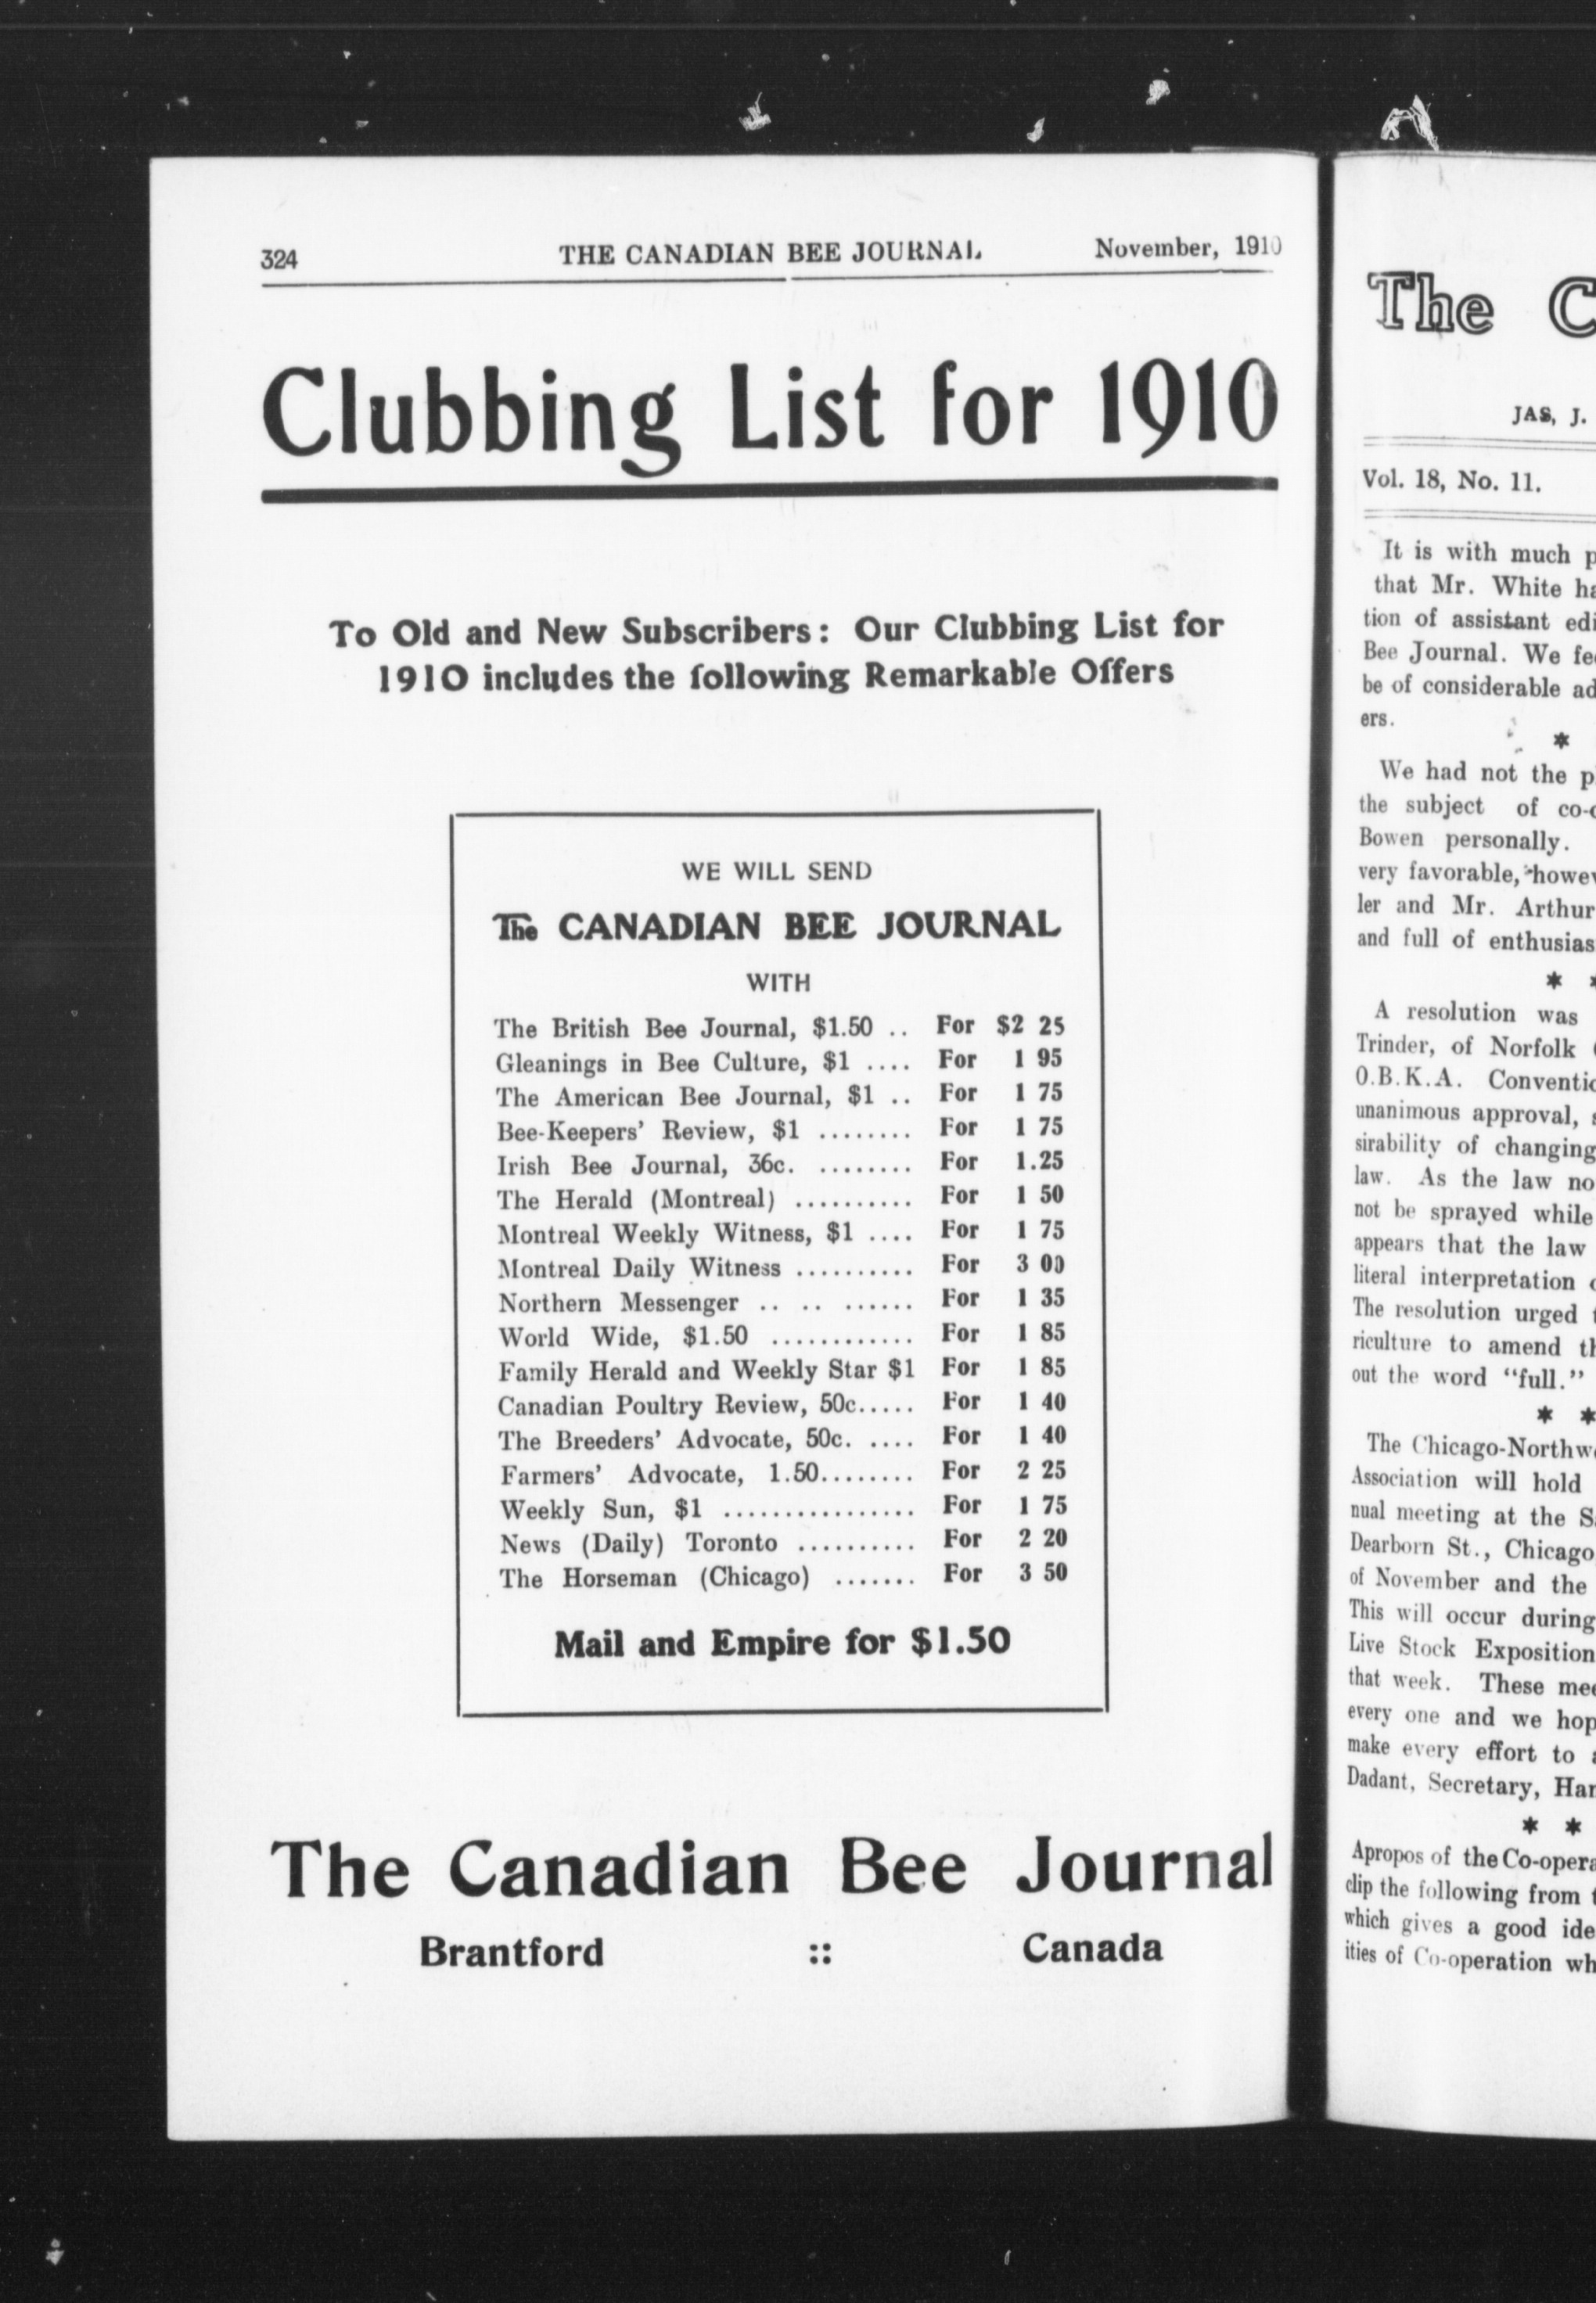 324 THE CANADIAN BEE JOURNAL November, 1910
Clubbing List for 1910
To Old and New Subscribers: Our Clubbing List for
1910 includes the following Remarkable Offers
WE WILL SEND
The CANADIAN BEE JOURNAL
WITH
The British Bee Journal, $1.50 .. For $2 25
Gleanings in Bee Culture, $1 .... For 1 95
The American Bee Journal, $1 .. For 1 75
Bee-Keepers' Review, $1 ........ For 1 75
Irish Bee Journal, 36c. ........ For 1.25
The Herald (Montreal) .......... For 1 50
Montreal Weekly Witness, $1 .... For 1 75
Montreal Daily Witness .......... For 3 00
Northern Messenger .. .. ...... For 1 35
World Wide, $1.50 ............ For 1 85
Family Herald and Weekly Star $1 For 1 85
Canadian Poultry Review, 50c..... For 1 40
The Breeders' Advocate, 50c. .... For 1 40
Farmers' Advocate, 1.50........ For 2 25
Weekly Sun, $1 ................ For 1 75
News (Daily) Toronto .......... For 2 20
The Horseman (Chicago) ....... For 3 50
Mail and Empire for $1.50
The Canadian Bee Journal
Brantford :: Canada
The C
JAS, J.
Vol. 18, No. 11.
It is with much
that Mr. White
tion of assistant
Bee Journal. We
be of considerable
ers.
*
We had not the
the subject of
Bowen personally.
very favorable,
ler and Mr. Arthur
and full of
* *
A resolution was
Trinder, of Norfolk
O.B.K.A.
unanimous approval,
sirability of changing
law. As the law
not be sprayed while
appears that the law
literal interpretation
The resolution urged
riculture to amend
out the word "full."
* *
The
Association will hold
nual meeting at the
Dearborn St., Chicago
of November and the
This will occur during
Live Stock Exposition
that week. These
every one and we
make every effort to
Dadant, Secretary,
* *
Apropos of the
clip the following from
which gives a good
ities of Co-operation